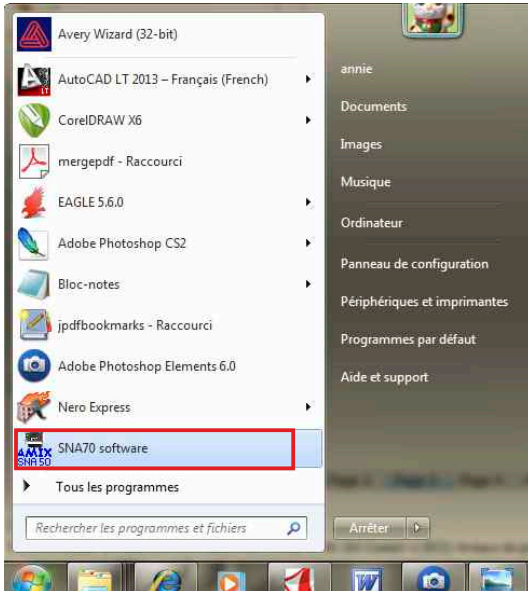 Avery Wizard (32-bit)
AutoCAD LT 2013 – Français (French)
LT
CorelDRAW X6
mergepdf - Raccourci
EAGLE 5.6.0
Adobe Photoshop CS2
Bloc-notes
jpdfbookmarks - Raccourci
Adobe Photoshop Elements 6.0
Nero Express
SNA70 software
AMIX
SNA50
Tous les programmes
Rechercher les programmes et fichiers
annie
Documents
Images
Musique
Ordinateur
Panneau de configuration
Périphériques et imprimantes
Programmes par défaut
Aide et support
Arrêter
W